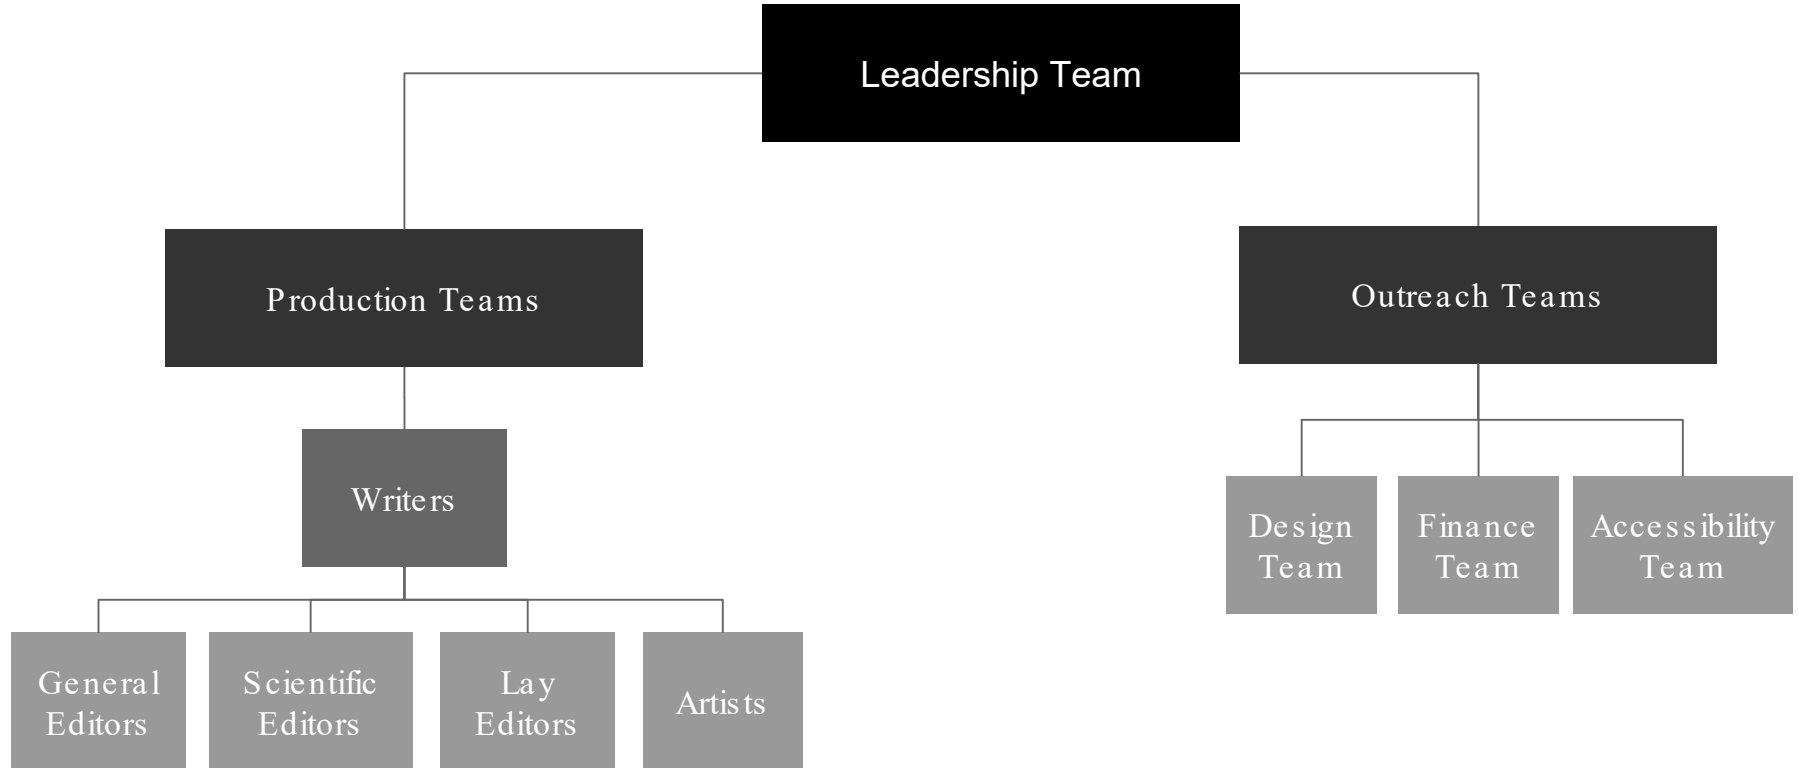 Leadership Team
Production Teams
Outreach Teams
Writers
Design
Team
Finance
Team
Accessibility
Team
General
Editors
Scientific
Editors
Lay
Editors
Artists